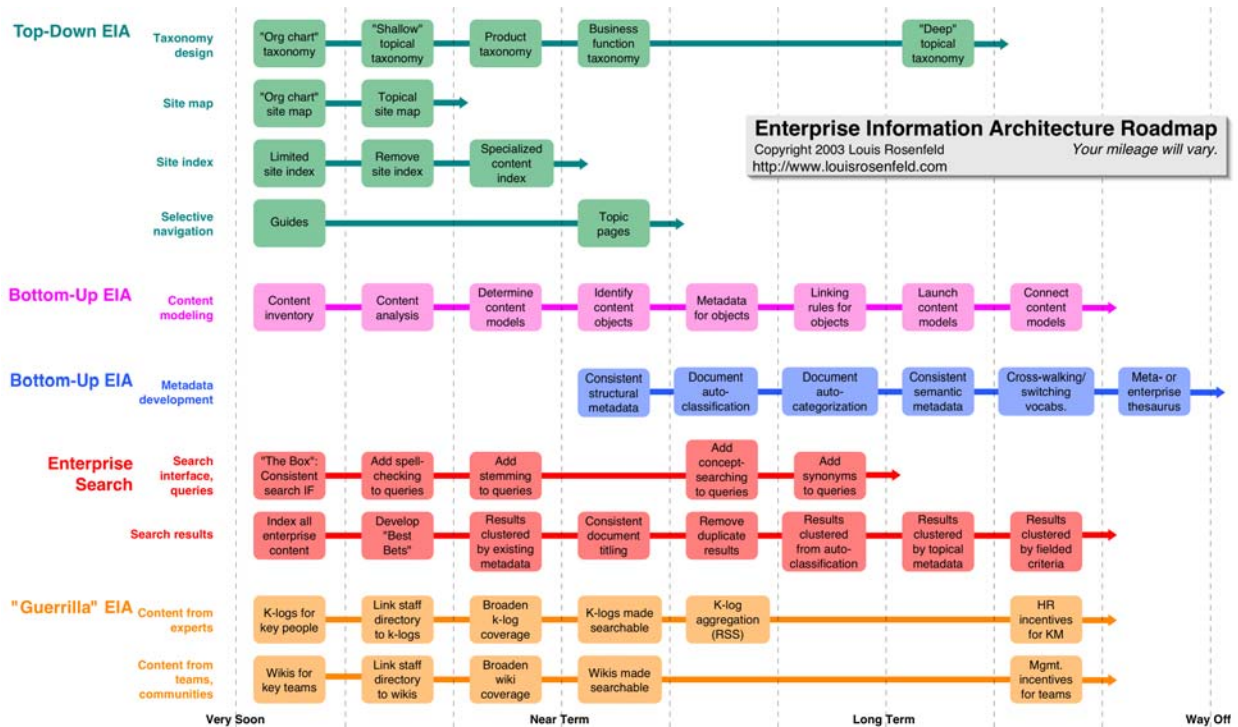 Top-Down EIA
Taxonomy
design
"Org chart"
taxonomy
"Shallow"
topical
taxonomy
Product
taxonomy
Business
function
taxonomy
"Deep"
topical
taxonomy
Site map
"Org chart"
site map
Topical
site map
Enterprise Information Architecture Roadmap
Copyright 2003 Louis Rosenfeld
Your mileage will vary.
http://www.louisrosenfeld.com
Site index
Limited
site index
Remove
site index
Specialized
content
index
Selective
navigation
Guides
Topic
pages
Bottom-Up EIA
Content
modeling
Content
inventory
Content
analysis
Determine
content
models
Identify
content
objects
Metadata
for objects
Linking
rules for
objects
Launch
content
models
Connect
content
models
Bottom-Up EIA
Metadata
development
Consistent
structural
metadata
Document
auto-
classification
Document
auto-
categorization
Consistent
semantic
metadata
Cross-walking/
switching
vocabs.
Meta- or
enterprise
thesaurus
Enterprise
Search
Search
interface,
queries
"The Box":
Consistent
search IF
Add spell-
checking
to queries
Add
stemming
to queries
Add
concept-
searching
to queries
Add
synonyms
to queries
Search results
Index all
enterprise
content
Develop
"Best
Bets"
Results
clustered
by existing
metadata
Consistent
document
titling
Remove
duplicate
results
Results
clustered
from auto-
classification
Results
clustered
by topical
metadata
Results
clustered
by fielded
criteria
"Guerrilla" EIA
Content from
experts
K-logs for
key people
Link staff
directory
to k-logs
Broaden
k-log
coverage
K-logs made
searchable
K-log
aggregation
(RSS)
HR
incentives
for KM
Content from
teams,
communities
Wikis for
key teams
Link staff
directory
to wikis
Broaden
wiki
coverage
Wikis made
searchable
Mgmt.
incentives
for teams
Very Soon
Near Term
Long Term
Way Off